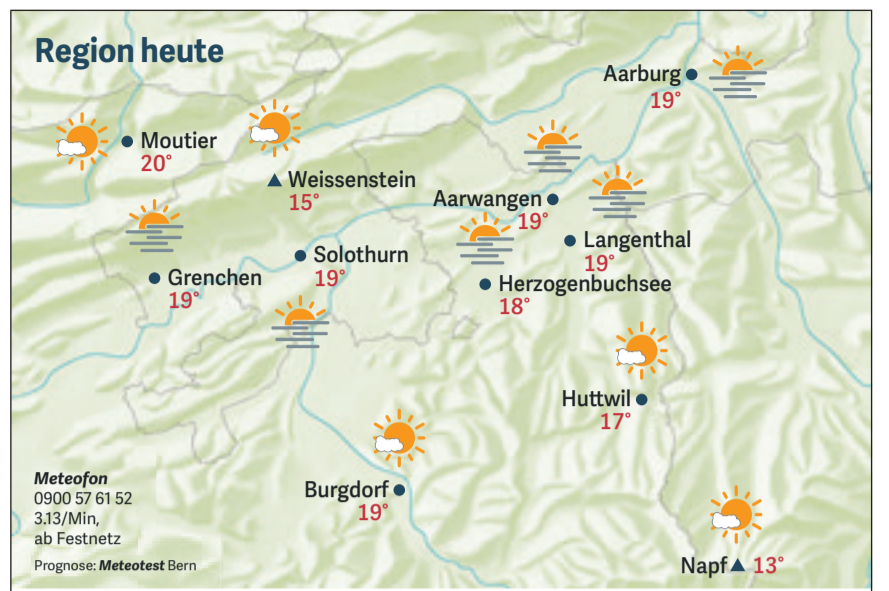 Region heute
Aarburg
19°
Moutier
20°
Weissenstein
15°
Aarwangen
19°
Langenthal
19°
Solothurn
19°
Grenchen
19°
Herzogenbuchsee
18°
Huttwil
17°
Burgdorf
19°
Napf 13°
Meteofon
0900 57 61 52
3.13/Min,
ab Festnetz
Prognose: Meteotest Bern